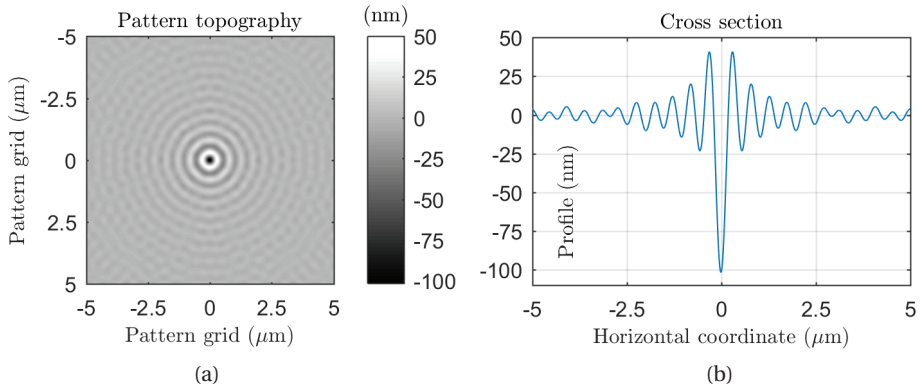 Pattern topography
(nm)
-5
-2.5
0
2.5
5
Pattern grid (μm)
-5 -2.5 0 2.5 5
Pattern grid (μm)
50
25
0
-25
-50
-75
-100
(a)
Cross section
50
25
0
-25
-50
-75
-100
Profile (nm)
-5 -2.5 0 2.5 5
Horizontal coordinate (μm)
(b)